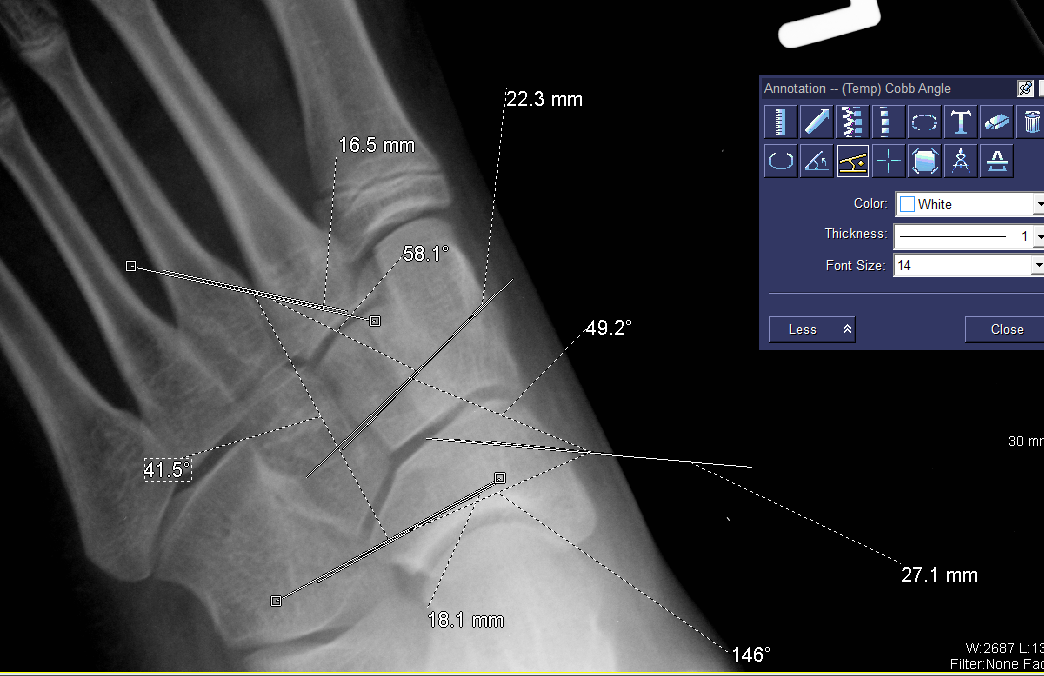 Annotation -- (Temp) Cobb Angle
22.3 mm
16.5 mm
Color:
White
Thickness:
1
58.1°
Font Size:
14
Less
Close
49.2°
30 mm
41.5°
27.1 mm
18.1 mm
146°
W:2687 L:13
Filter:None